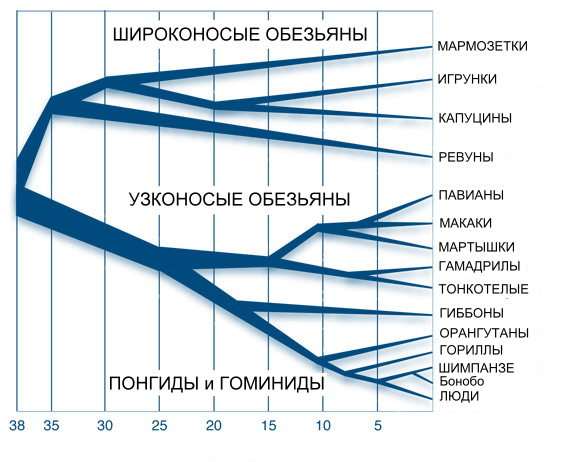 ШИРОКОНОСЫЕ ОБЕЗЬЯНЫ
МАРМОЗЕТКИ
ИГРУНКИ
КАПУЦИНЫ
РЕВУНЫ
УЗКОНОСЫЕ ОБЕЗЬЯНЫ
ПАВИАНЫ
МАКАКИ
МАРТЫШКИ
ГАМАДРИЛЫ
ТОНКОТЕЛЫЕ
ГИББОНЫ
ОРАНГУТАНЫ
ГОРИЛЛЫ
ШИМПАНЗЕ
Бонобо
ЛЮДИ
ПОНГИДЫ и ГОМИНИДЫ
38 35 30 25 20 15 10 5